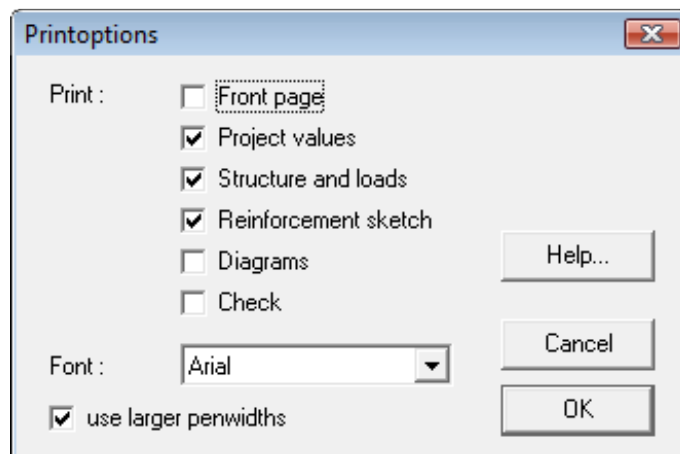 Printoptions
Print :
Front page
Project values
Structure and loads
Reinforcement sketch
Diagrams
Check
Help...
Cancel
Font :
Arial
OK
use larger penwidths